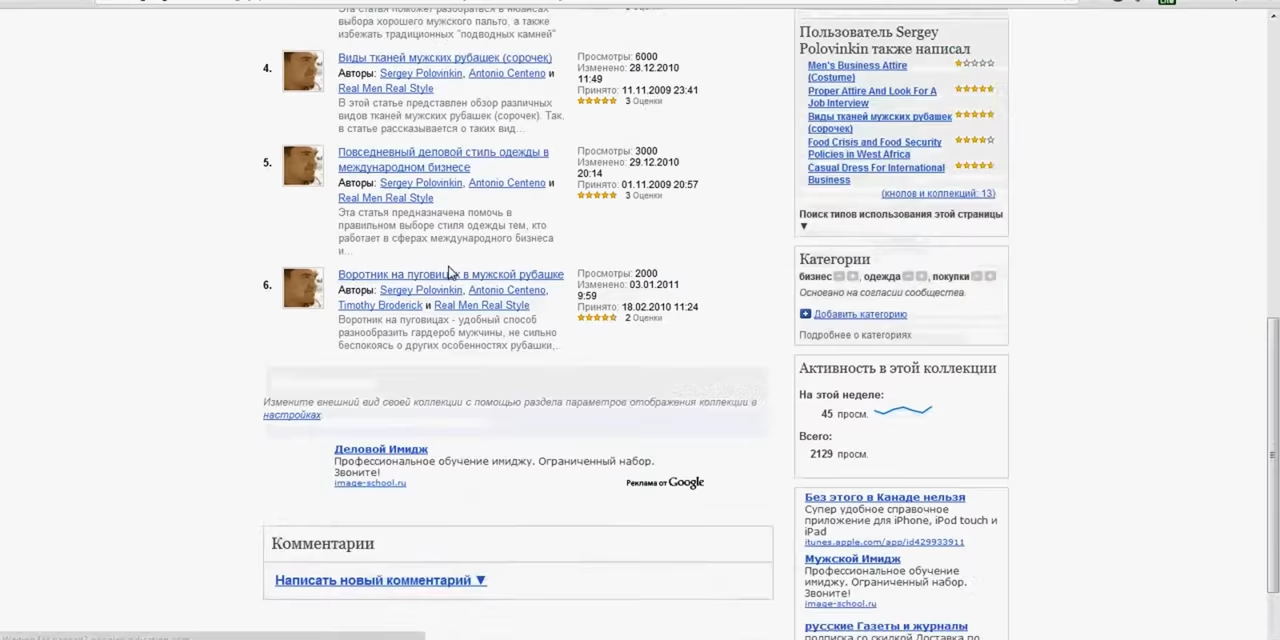 Эта статья поможет разобраться в нюансах
выбора хорошего мужского пальто, а также
избежать традиционных "подводных камней"
4.
Виды тканей мужских рубашек (сорочек)
Авторы: Sergey Polovinkin, Antonio Centeno и
Real Men Real Style
В этой статье представлен обзор различных
видов тканей мужских рубашек (сорочек). Так,
в статье рассказывается о таких вид...
Просмотры: 6000
Изменено: 28.12.2010
11:49
Принято: 11.11.2009 23:41
3 Оценки
5.
Повседневный деловой стиль одежды в
международном бизнесе
Авторы: Sergey Polovinkin, Antonio Centeno и
Real Men Real Style
Эта статья предназначена помочь в
правильном выборе стиля одежды тем, кто
работает в сферах международного бизнеса
и...
Просмотры: 3000
Изменено: 29.12.2010
20:14
Принято: 01.11.2009 20:57
3 Оценки
6.
Воротник на пуговицах в мужской рубашке
Авторы: Sergey Polovinkin, Antonio Centeno,
Timothy Broderick и Real Men Real Style
Воротник на пуговицах - удобный способ
разнообразить гардероб мужчины, не сильно
беспокоясь о других особенностях рубашки,..
Просмотры: 2000
Изменено: 03.01.2011
9:59
Принято: 18.02.2010 11:24
2 Оценки
Измените внешний вид своей коллекции с помощью раздела параметров отображения коллекции в
настройках
Деловой Имидж
Профессиональное обучение имиджу. Ограниченный набор.
Звоните!
image-school.ru
Реклама от Google
Комментарии
Написать новый комментарий ▼
Пользователь Sergey
Polovinkin также написал
Men's Business Attire
(Costume)
Proper Attire And Look For A
Job Interview
Виды тканей мужских рубашек
(сорочек)
Food Crisis and Food Security
Policies in West Africa
Casual Dress For International
Business
(кнолов и коллекций: 13)
Поиск типов использования этой страницы
▼
Категории
бизнес одежда покупки
Основано на согласии сообщества.
Добавить категорию
Подробнее о категориях
Активность в этой коллекции
На этой неделе:
45 просм.
Всего:
2129 просм.
Без этого в Канаде нельзя
Супер удобное справочное
приложение для iPhone, iPod touch и
iPad
itunes.apple.com/app/id429933911
Мужской Имидж
Профессиональное обучение
имиджу. Ограниченный набор.
Звоните!
image-school.ru
русские Газеты и журналы
подписка со скидкой Доставка по